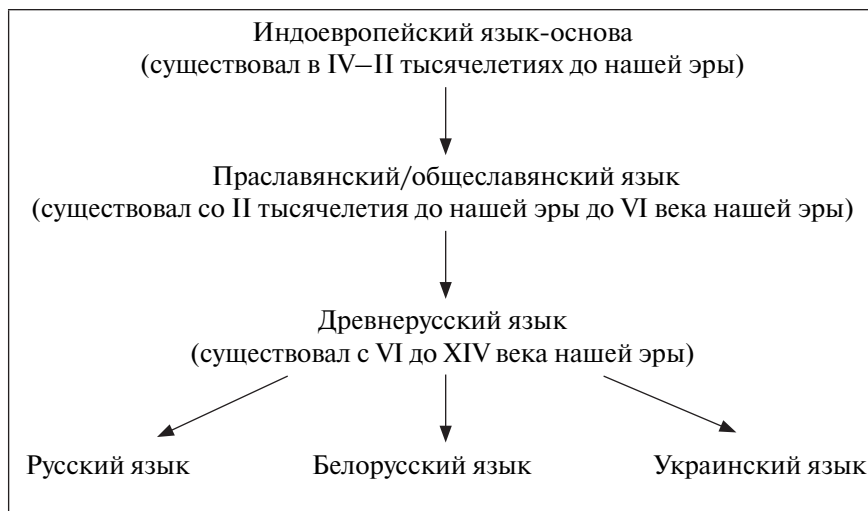 Индоевропейский язык-основа
(существовал в IV–II тысячелетиях до нашей эры)
Праславянский/общеславянский язык
(существовал со II тысячелетия до нашей эры до VI века нашей эры)
Древнерусский язык
(существовал с VI до XIV века нашей эры)
Русский язык
Белорусский язык
Украинский язык